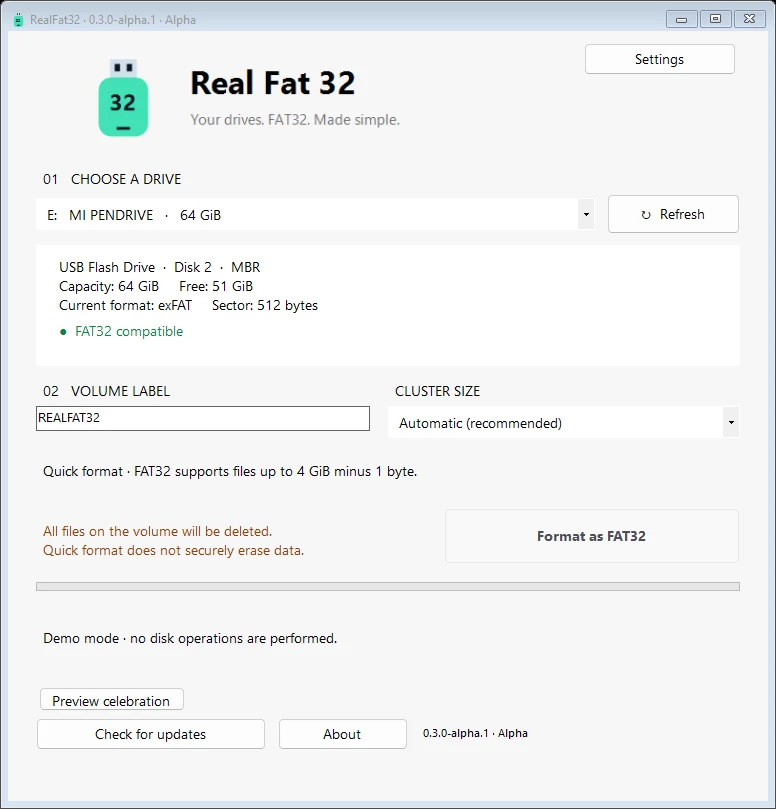 RealFat32 · 0.3.0-alpha.1 · Alpha
32
Real Fat 32
Your drives. FAT32. Made simple.
Settings
01 CHOOSE A DRIVE
E: MI PENDRIVE · 64 GiB
↻ Refresh
USB Flash Drive · Disk 2 · MBR
Capacity: 64 GiB Free: 51 GiB
Current format: exFAT Sector: 512 bytes
● FAT32 compatible
02 VOLUME LABEL
CLUSTER SIZE
REALFAT32
Automatic (recommended)
Quick format · FAT32 supports files up to 4 GiB minus 1 byte.
All files on the volume will be deleted.
Quick format does not securely erase data.
Format as FAT32
Demo mode · no disk operations are performed.
Preview celebration
Check for updates
About
0.3.0-alpha.1 · Alpha